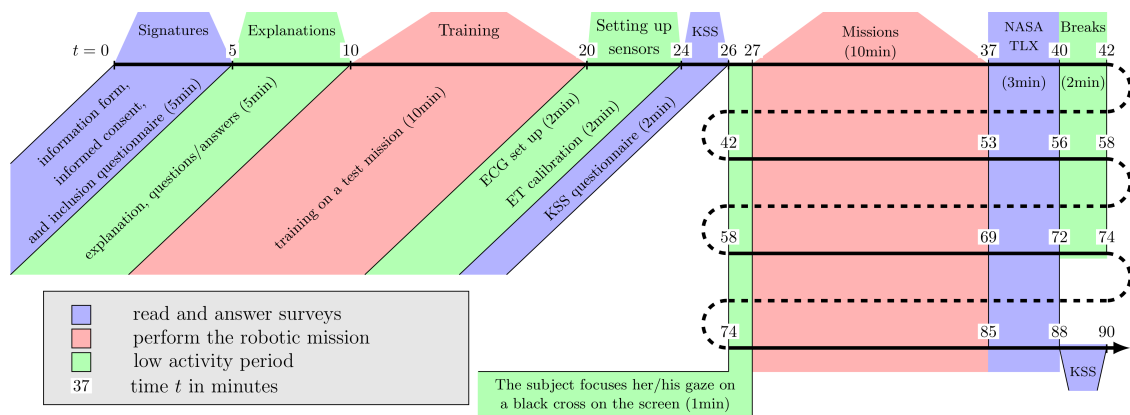 Signatures
Explanations
Training
Setting up
sensors
KSS
Missions
(10min)
NASA
TLX
(3min)
Breaks
(2min)
t = 0
5
10
20
24
26
27
37
40
42
information form,
informed consent,
and inclusion questionnaire (5min)
explanation, questions/answers (5min)
training on a test mission (10min)
ECG set up (2min)
ET calibration (2min)
KSS questionnaire (2min)
42
53
56
58
58
69
72
74
74
85
88
90
KSS
read and answer surveys
perform the robotic mission
low activity period
37 time t in minutes
The subject focuses her/his gaze on
a black cross on the screen (1min)